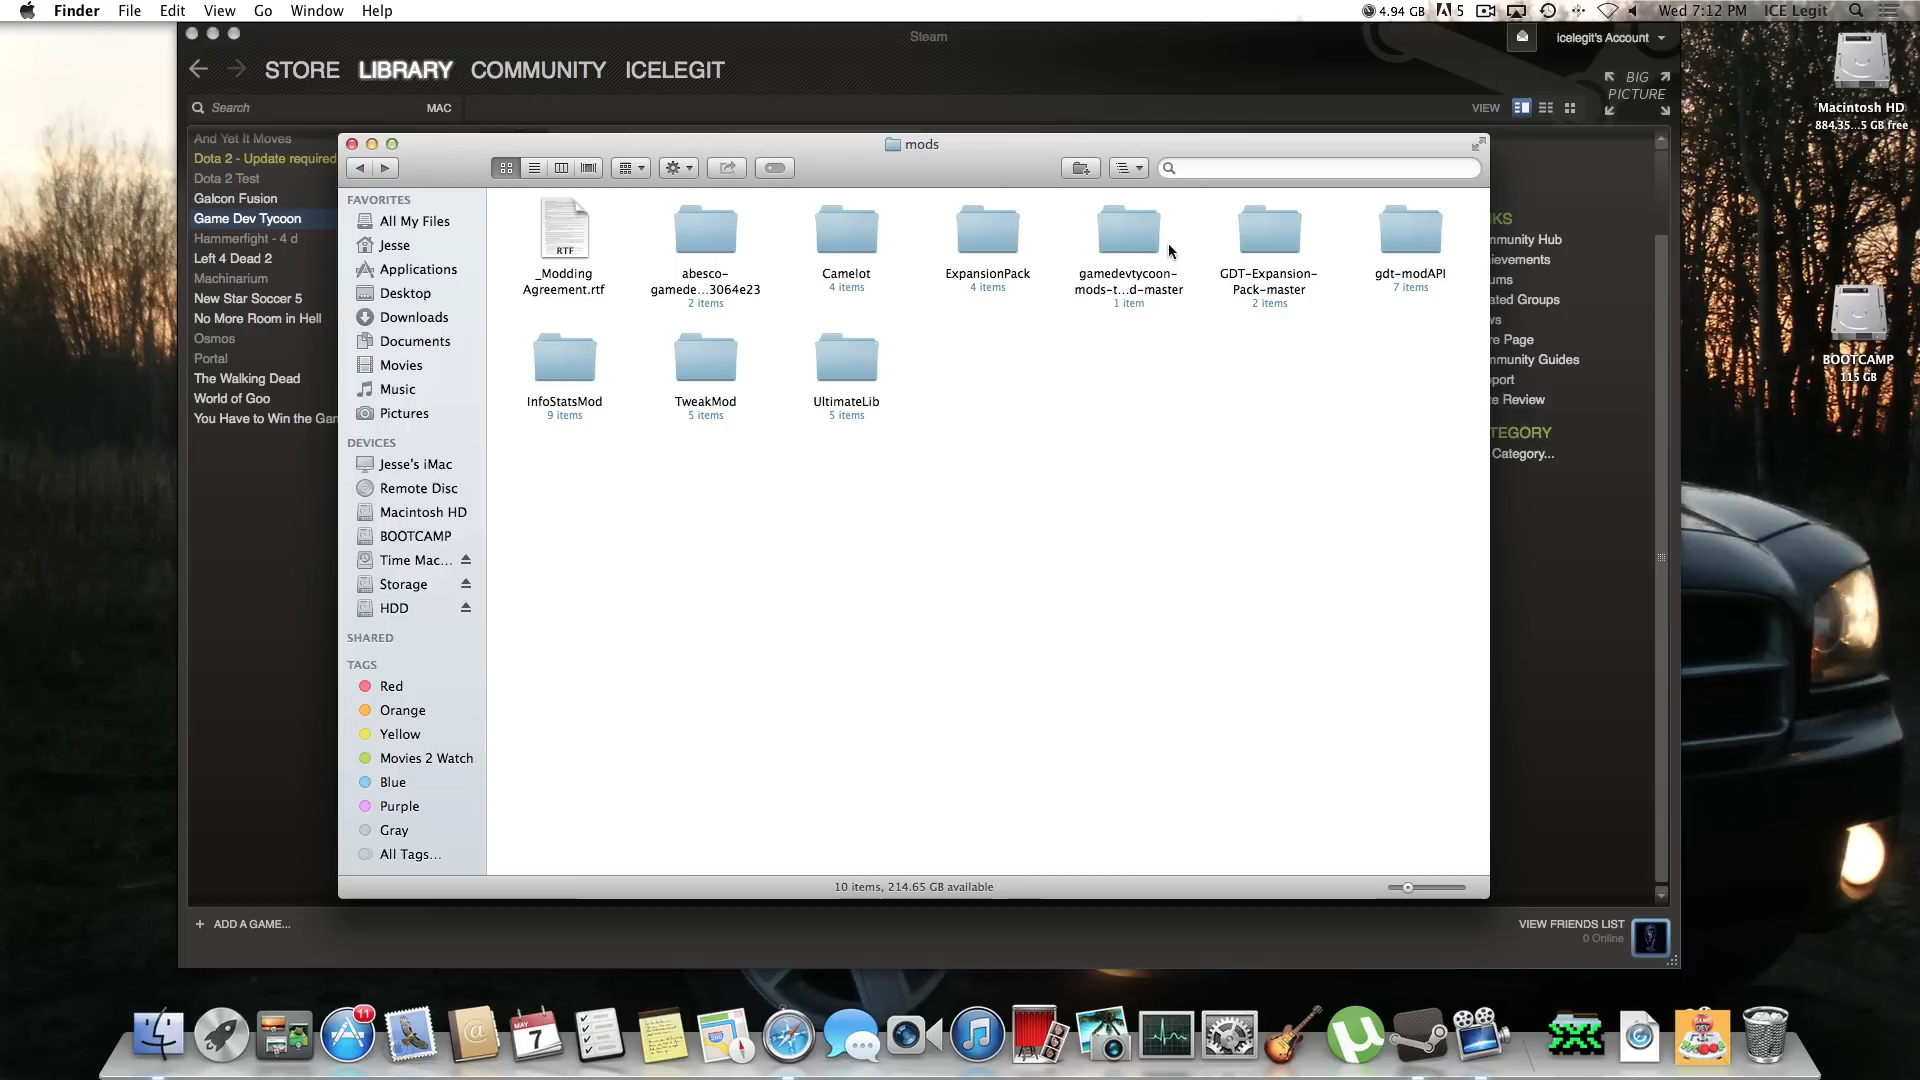 Finder File Edit View Go Window Help
4.94 GB 5 Wed 7:12 PM ICE Legit
Steam
icelegit's Account
STORE LIBRARY COMMUNITY ICELEGIT
BIG
PICTURE
Search MAC
VIEW
And Yet It Moves
Dota 2 - Update required
Dota 2 Test
Galcon Fusion
Game Dev Tycoon
Hammerfight - 4 d
Left 4 Dead 2
Machinarium
New Star Soccer 5
No More Room in Hell
Osmos
Portal
The Walking Dead
World of Goo
You Have to Win the Gar
mods
FAVORITES
All My Files
Jesse
Applications
Desktop
Downloads
Documents
Movies
Music
Pictures
DEVICES
Jesse's iMac
Remote Disc
Macintosh HD
BOOTCAMP
Time Mac...
Storage
HDD
SHARED
TAGS
Red
Orange
Yellow
Movies 2 Watch
Blue
Purple
Gray
All Tags...
RTF
_Modding
Agreement.rtf
abesco-
gamede...3064e23
2 items
Camelot
4 items
ExpansionPack
4 items
gamedevtycoon-
mods-t...d-master
1 item
GDT-Expansion-
Pack-master
2 items
gdt-modAPI
7 items
InfoStatsMod
9 items
TweakMod
5 items
UltimateLib
5 items
10 items, 214.65 GB available
KS
mmunity Hub
ievements
ums
ated Groups
ws
re Page
mmunity Guides
port
te Review
TEGORY
Category...
+ ADD A GAME...
VIEW FRIENDS LIST
0 Online
Macintosh HD
884.35...5 GB free
BOOTCAMP
115 GB
11
MAY
7